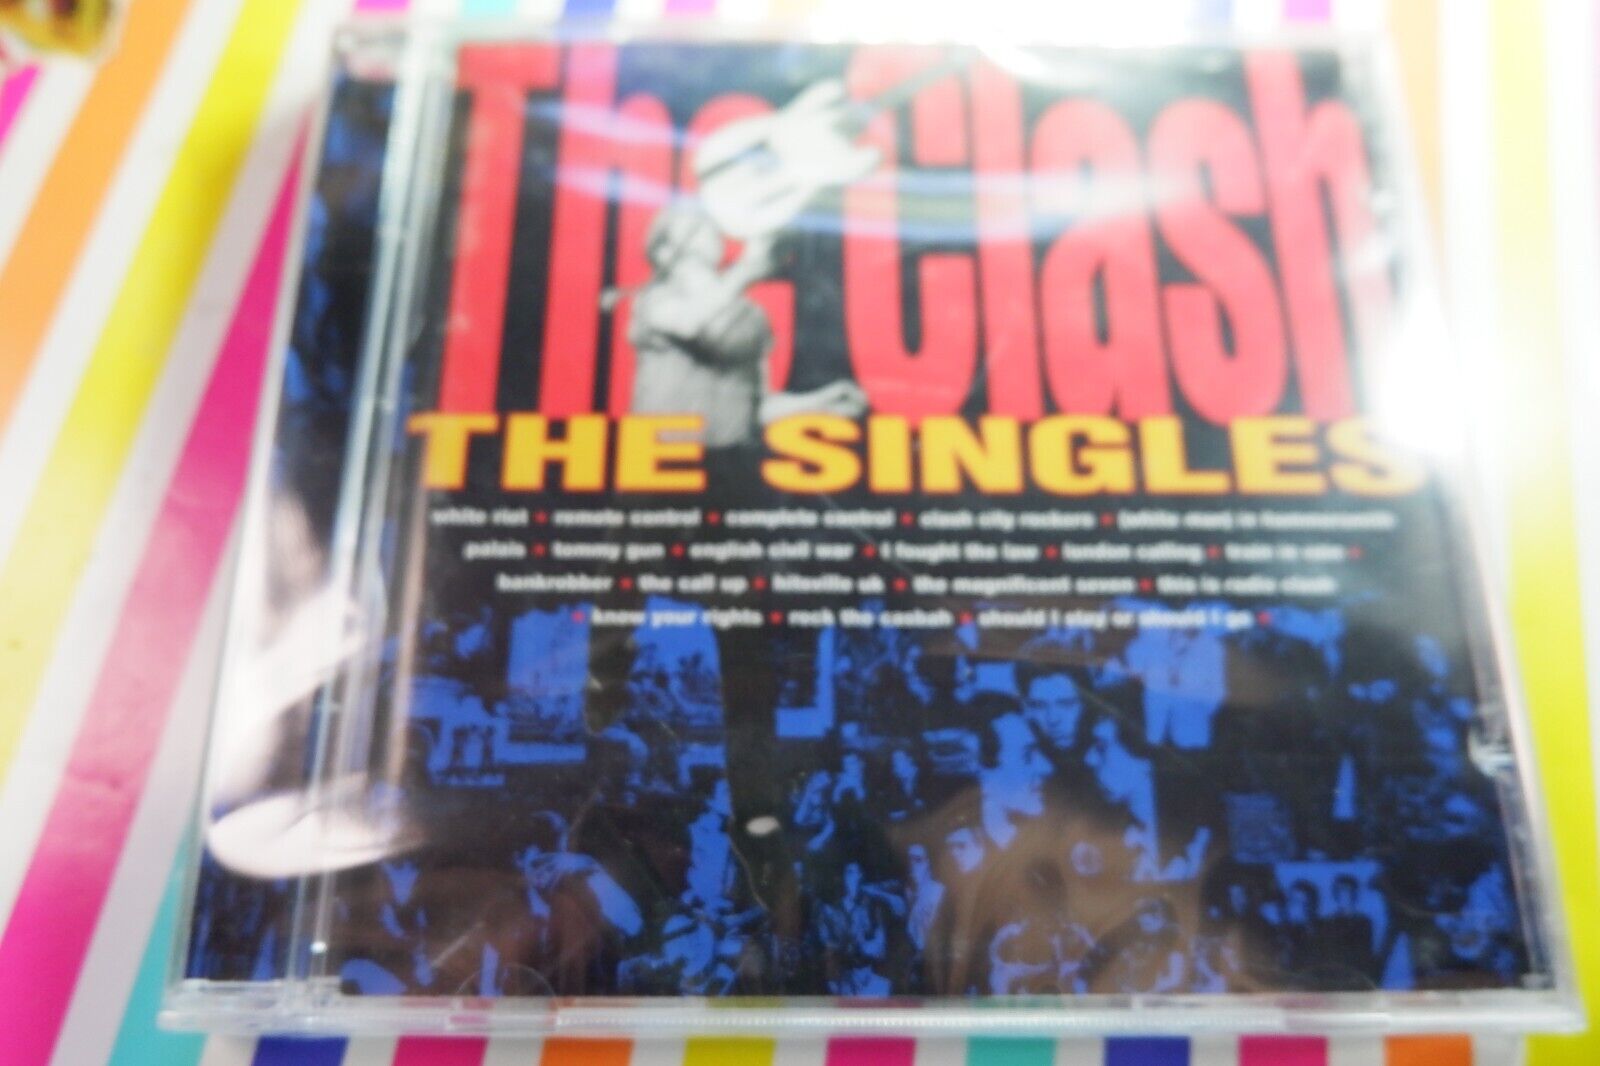 The Clash
THE SINGLES
white riot * remote control * complete control * clash city rockers * (white man) in hammersmith
palais * tommy gun * english civil war * I fought the law * london calling * train in vain *
bankrobber * the call up * hitsville uk * the magnificent seven * this is radio clash
* know your rights * rock the casbah * should I stay or should I go *